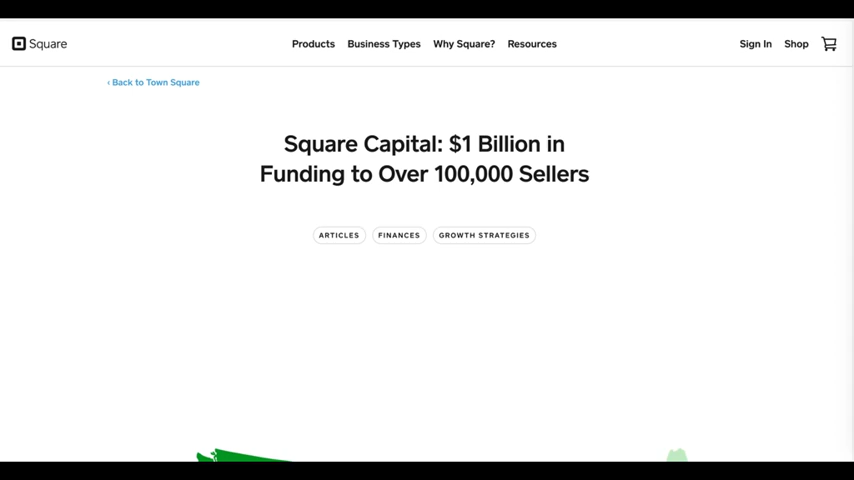 Square
Products Business Types Why Square? Resources
Sign In Shop
‹ Back to Town Square
Square Capital: $1 Billion in
Funding to Over 100,000 Sellers
ARTICLES FINANCES GROWTH STRATEGIES